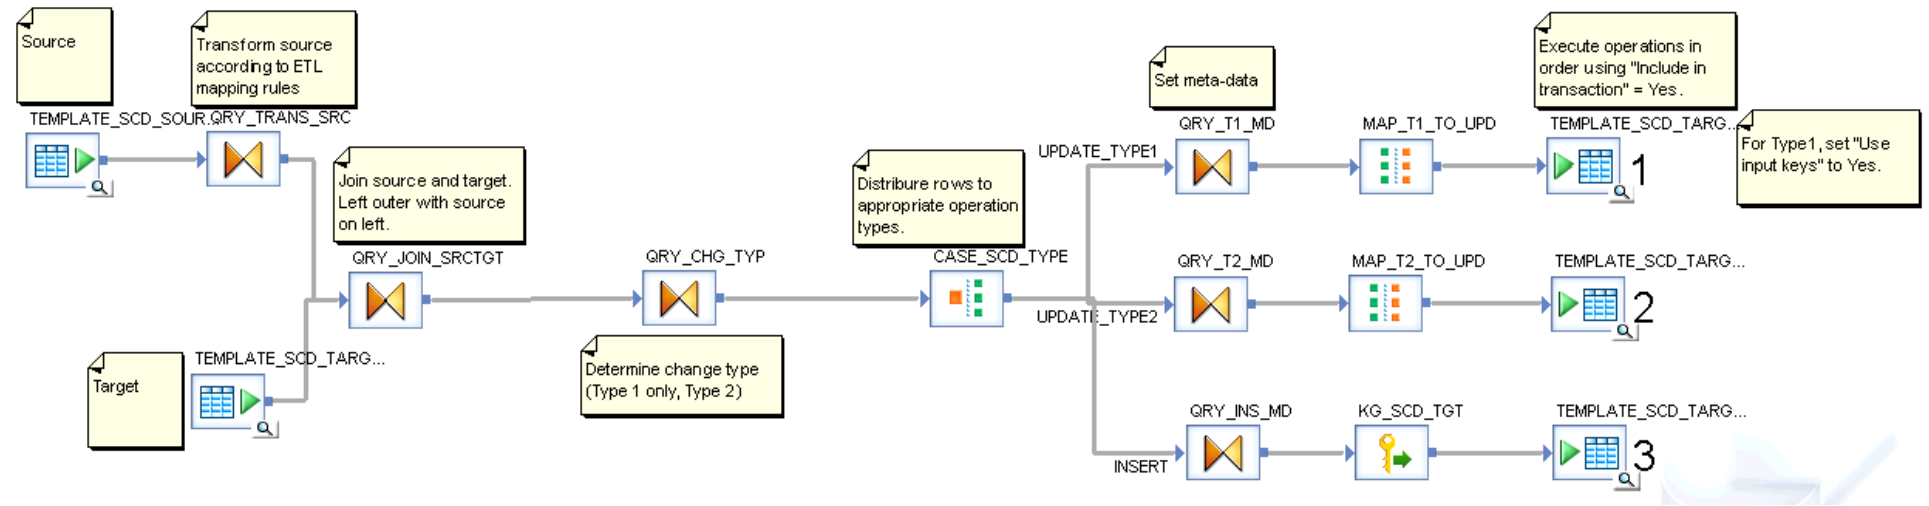 Source
Transform source
according to ETL
mapping rules
TEMPLATE_SCD_SOUR...
QRY_TRANS_SRC
Join source and target.
Left outer with source
on left.
QRY_JOIN_SRCTGT
Target
TEMPLATE_SCD_TARG...
QRY_CHG_TYP
Determine change type
(Type 1 only, Type 2)
Distribure rows to
appropriate operation
types.
CASE_SCD_TYPE
Set meta-data
UPDATE_TYPE1
QRY_T1_MD
MAP_T1_TO_UPD
Execute operations in
order using "Include in
transaction" = Yes.
TEMPLATE_SCD_TARG...
1
For Type1, set "Use
input keys" to Yes.
UPDATE_TYPE2
QRY_T2_MD
MAP_T2_TO_UPD
TEMPLATE_SCD_TARG...
2
INSERT
QRY_INS_MD
KG_SCD_TGT
TEMPLATE_SCD_TARG...
3